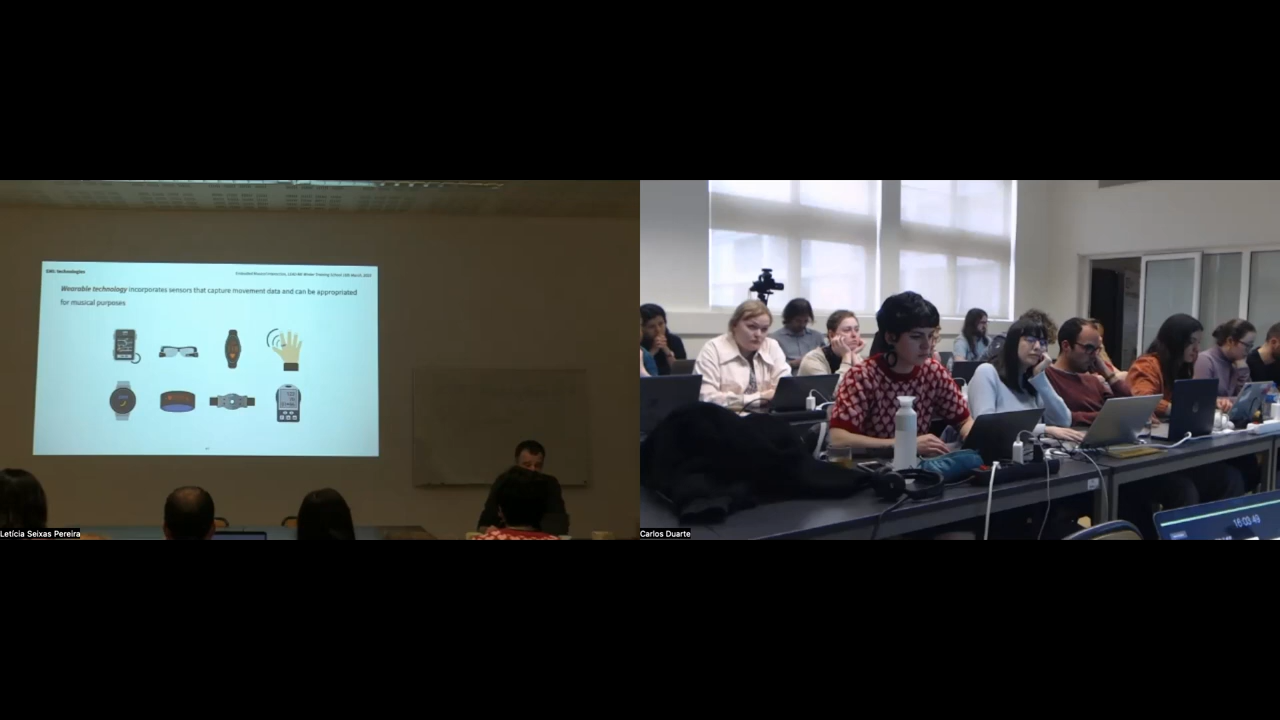 EMI: technologies
Embodied Musical Interaction, LEAD-ME Winter Training School 14th March, 2024
Wearable technology incorporates sensors that capture movement data and can be appropriated
for musical purposes
Letícia Seixas Pereira
Carlos Duarte
16:03:49